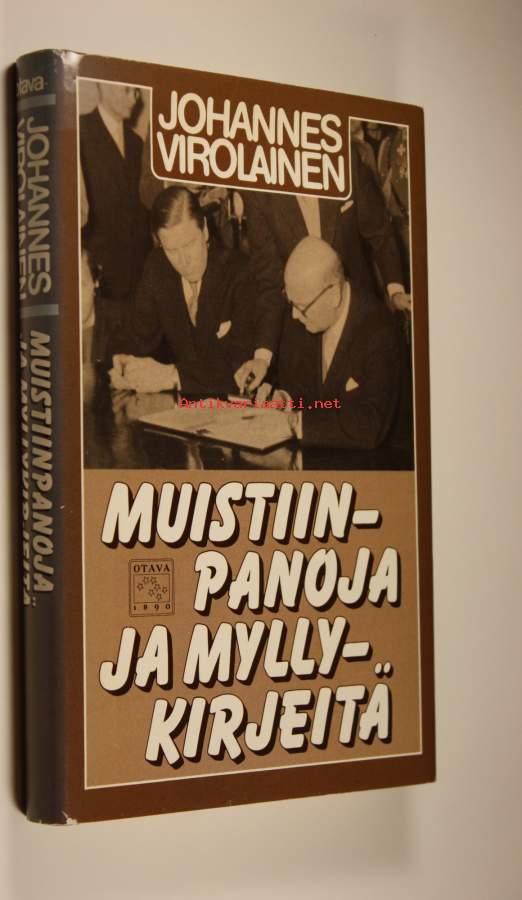 JOHANNES
VIROLAINEN
MUISTIIN-
PANOJA
JA MYLLY-
KIRJEITÄ
OTAVA
1890
otava-
JOHANNES
VIROLAINEN
MUISTIINPANOJA
JA MYLLYKIRJEITÄ
Antikvariaatti.net